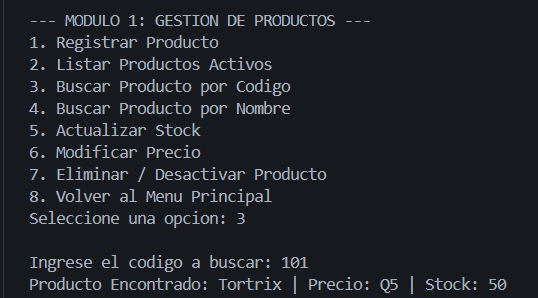 --- MODULO 1: GESTION DE PRODUCTOS ---
1. Registrar Producto
2. Listar Productos Activos
3. Buscar Producto por Codigo
4. Buscar Producto por Nombre
5. Actualizar Stock
6. Modificar Precio
7. Eliminar / Desactivar Producto
8. Volver al Menu Principal
Seleccione una opcion: 3
Ingrese el codigo a buscar: 101
Producto Encontrado: Tortrix | Precio: Q5 | Stock: 50